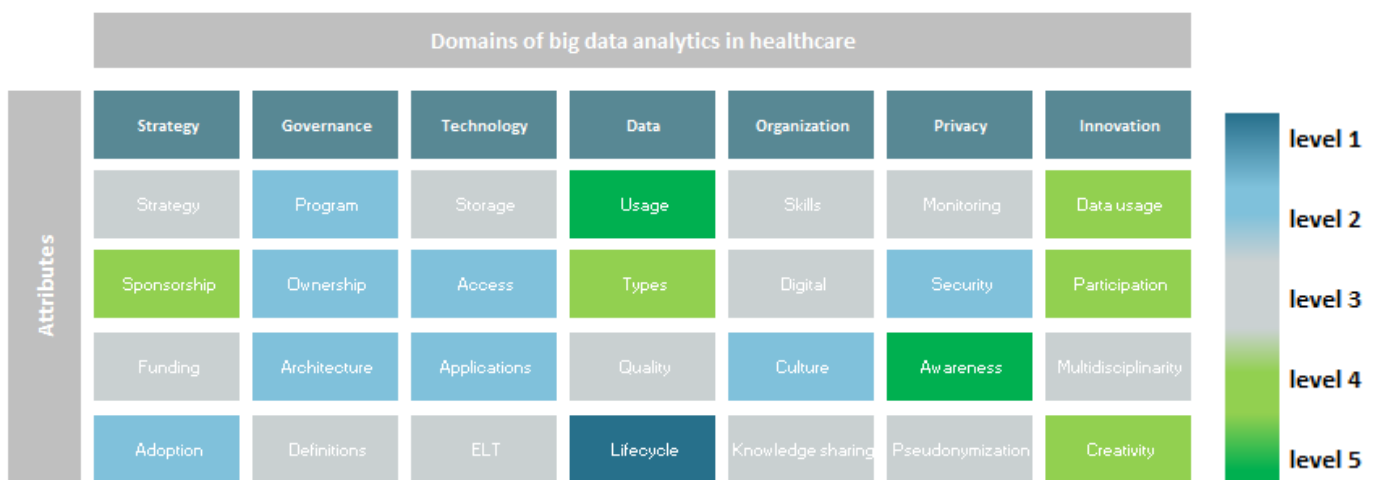 Domains of big data analytics in healthcare
Attributes
Strategy Governance Technology Data Organization Privacy Innovation
Strategy Program Storage Usage Skills Monitoring Data usage
Sponsorship Ownership Access Types Digital Security Participation
Funding Architecture Applications Quality Culture Awareness Multidisciplinarity
Adoption Definitions ELT Lifecycle Knowledge sharing Pseudonymization Creativity
level 1
level 2
level 3
level 4
level 5